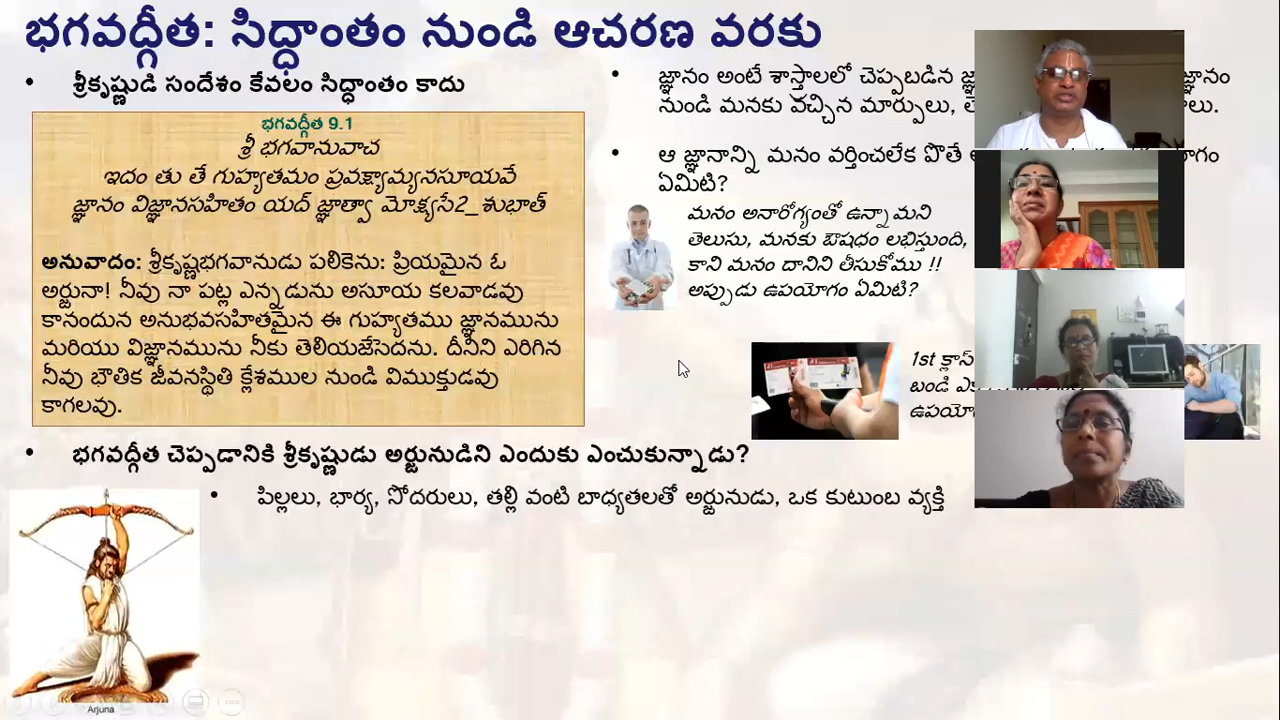 భగవద్గీత: సిద్ధాంతం నుండి ఆచరణ వరకు
• శ్రీకృష్ణుడి సందేశం కేవలం సిద్ధాంతం కాదు
భగవద్గీత 9.1
శ్రీ భగవానువాచ
ఇదం తు తే గుహ్యతమం ప్రవక్ష్యామ్యనసూయవే
జ్ఞానం విజ్ఞానసహితం యద్ జ్ఞాత్వా మోక్ష్యసే2_శుభాత్
అనువాదం: శ్రీకృష్ణభగవానుడు పలికెను: ప్రియమైన ఓ
అర్జునా! నీవు నా పట్ల ఎన్నడును అసూయ కలవాడవు
కానందున అనుభవసహితమైన ఈ గుహ్యతము జ్ఞానమును
మరియు విజ్ఞానమును నీకు తెలియజేసెదను. దీనిని ఎరిగిన
నీవు భౌతిక జీవనస్థితి క్లేశముల నుండి విముక్తుడవు
కాగలవు.
• జ్ఞానం అంటే శాస్త్రాలలో చెప్పబడిన
నుండి మనకు వచ్చిన మార్పులు,
• ఆ జ్ఞానాన్ని మనం వర్తించలేక పొతే
ఏమిటి?
మనం అనారోగ్యంతో ఉన్నామని
తెలుసు, మనకు ఔషదం లభిస్తుంది,
కాని మనం దానిని తీసుకోము !!
అప్పుడు ఉపయోగం ఏమిటి?
1st క్లాస్
బండి
• భగవద్గీత చెప్పడానికి శ్రీకృష్ణుడు అర్జునుడిని ఎందుకు ఎంచుకున్నాడు?
• పిల్లలు, భార్య, సోదరులు, తల్లి వంటి బాధ్యతలతో అర్జునుడు, ఒక కుటుంబ వ్యక్తి
Arjuna